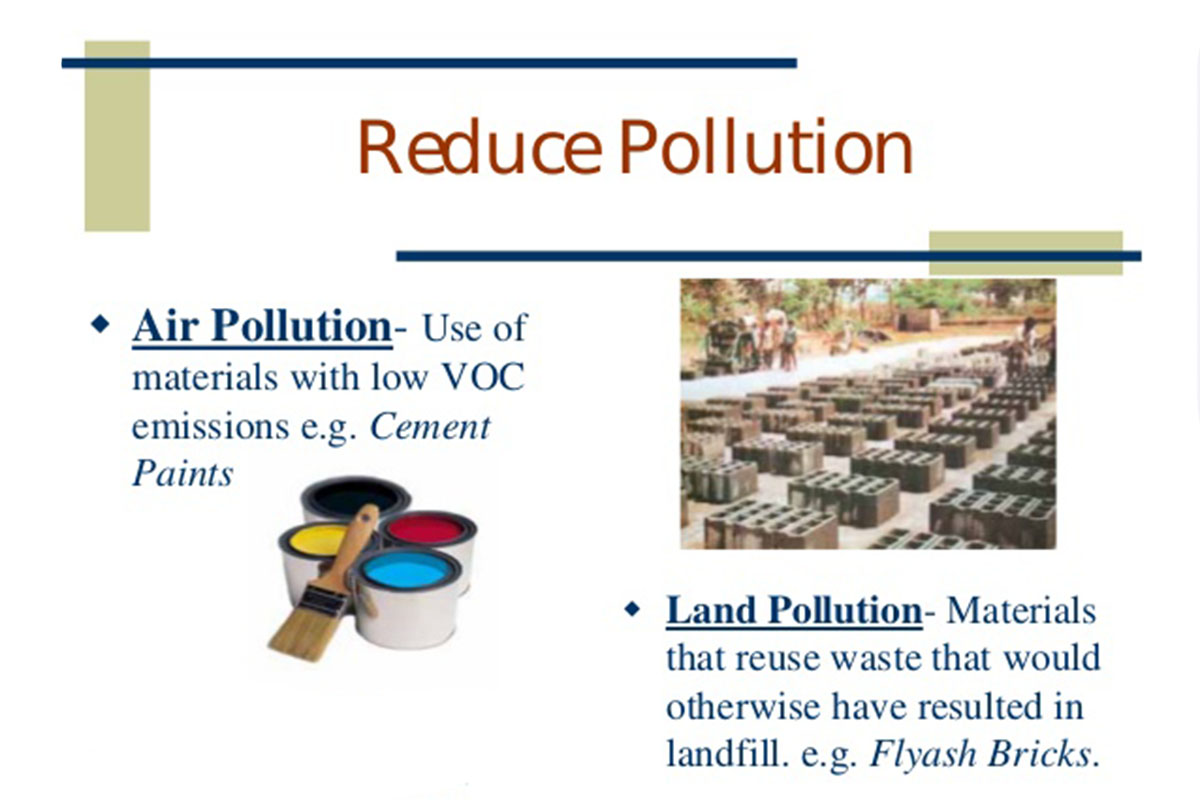 Reduce Pollution
Air Pollution- Use of
materials with low VOC
emissions e.g. Cement
Paints
Land Pollution- Materials
that reuse waste that would
otherwise have resulted in
landfill. e.g. Flyash Bricks.